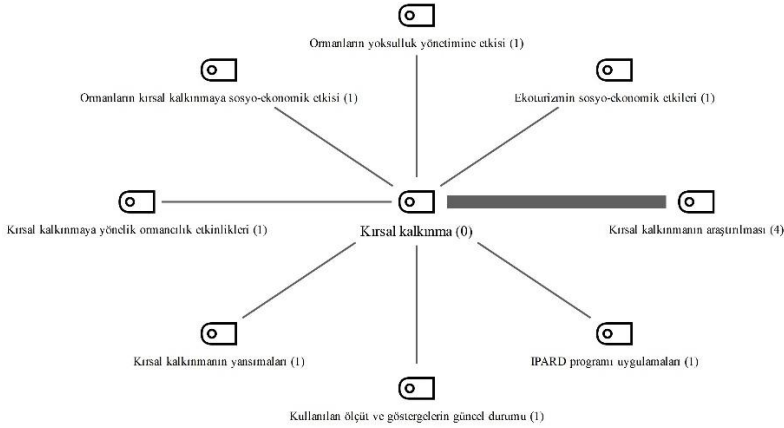 Ormanların yoksulluk yönetimine etkisi (1)
Ormanların kırsal kalkınmaya sosyo-ekonomik etkisi (1)
Ekoturizmin sosyo-ekonomik etkileri (1)
Kırsal kalkınmaya yönelik ormancılık etkinlikleri (1)
Kırsal kalkınma (0)
Kırsal kalkınmanın araştırılması (4)
Kırsal kalkınmanın yansımaları (1)
IPARD programı uygulamaları (1)
Kullanılan ölçüt ve göstergelerin güncel durumu (1)